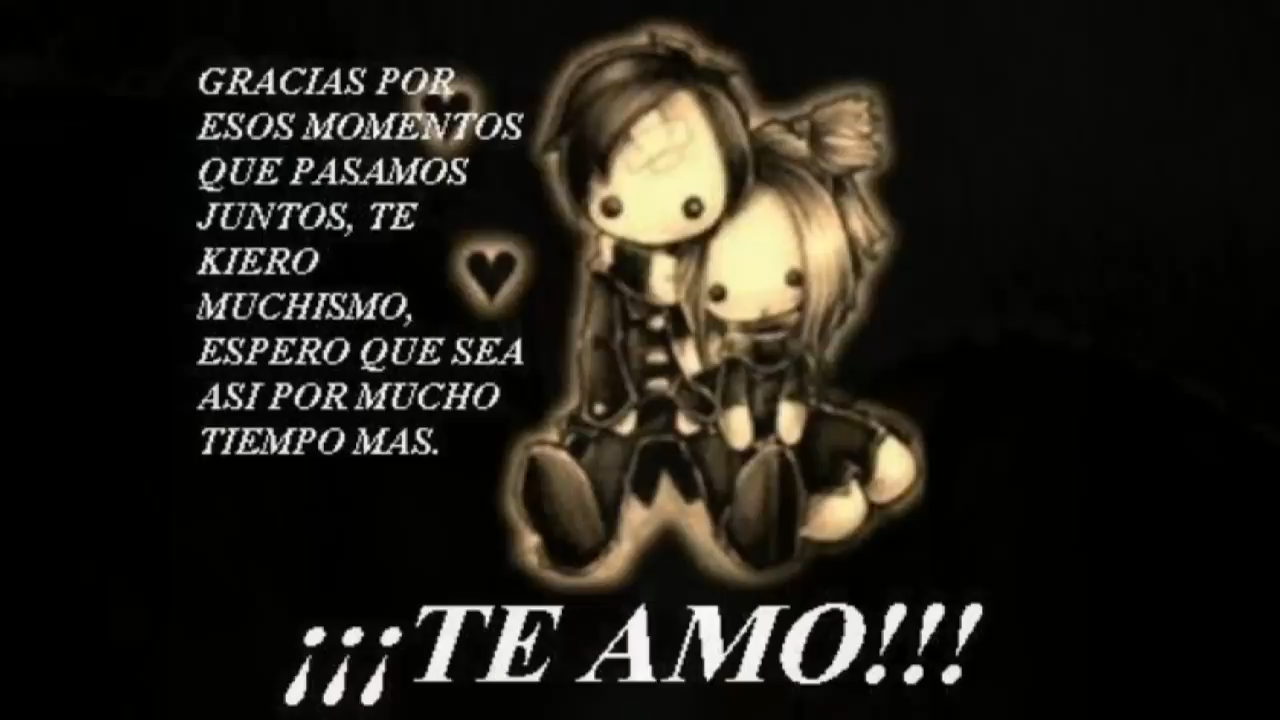 GRACIAS POR
ESOS MOMENTOS
QUE PASAMOS
JUNTOS, TE
KIERO
MUCHISMO,
ESPERO QUE SEA
ASI POR MUCHO
TIEMPO MAS.
¡¡¡TE AMO!!!